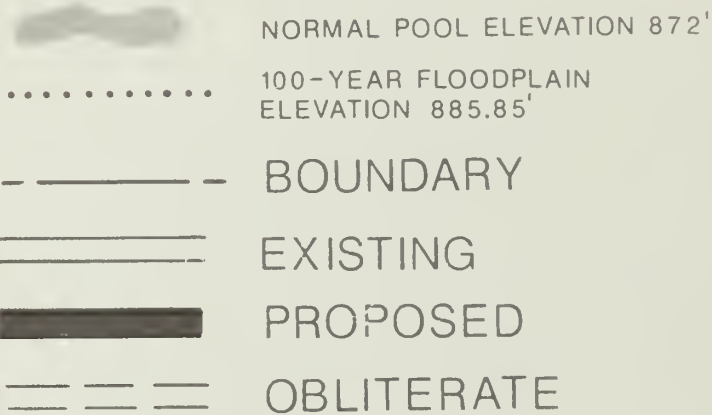 NORMAL POOL ELEVATION 872'
100-YEAR FLOODPLAIN
ELEVATION 885.85'
BOUNDARY
EXISTING
PROPOSED
OBLITERATE